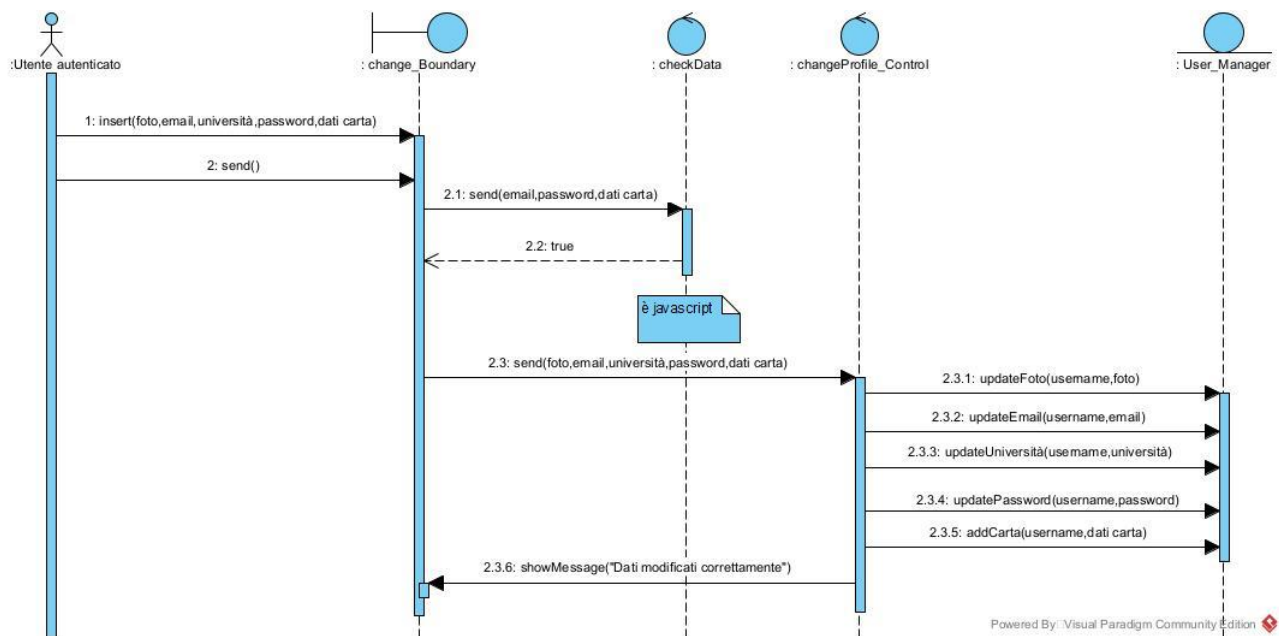 :Utente autenticato
: change_Boundary
: checkData
: changeProfile_Control
: User_Manager
1: insert(foto,email,università,password,dati carta)
2: send()
2.1: send(email,password,dati carta)
2.2: true
è javascript
2.3: send(foto,email,università,password,dati carta)
2.3.1: updateFoto(username,foto)
2.3.2: updateEmail(username,email)
2.3.3: updateUniversità(username,università)
2.3.4: updatePassword(username,password)
2.3.5: addCarta(username,dati carta)
2.3.6: showMessage("Dati modificati correttamente")
Powered By Visual Paradigm Community Edition